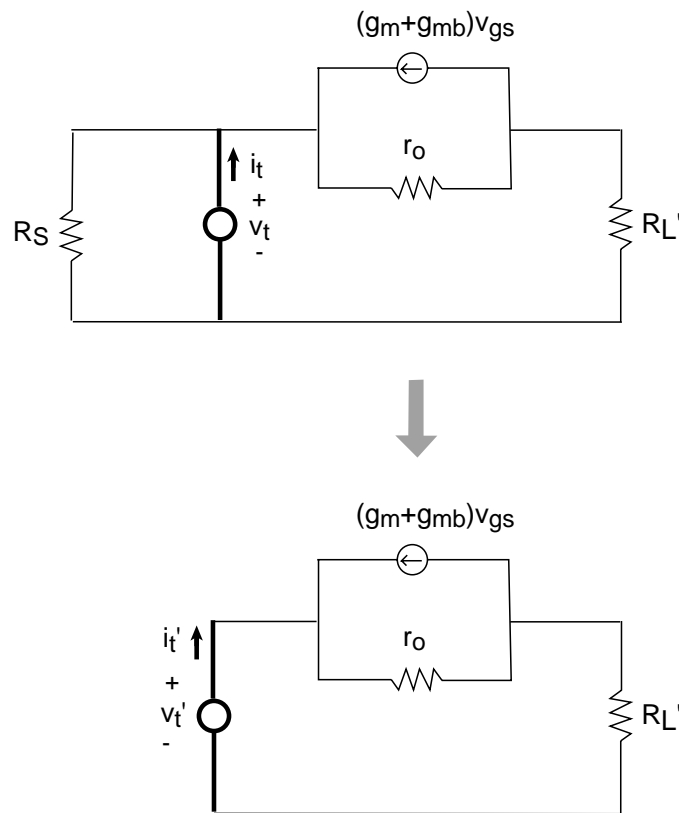 (gm+gmb)vgs
ro
it
+
vt
-
RS
RL'
(gm+gmb)vgs
ro
it'
+
vt'
-
RL'